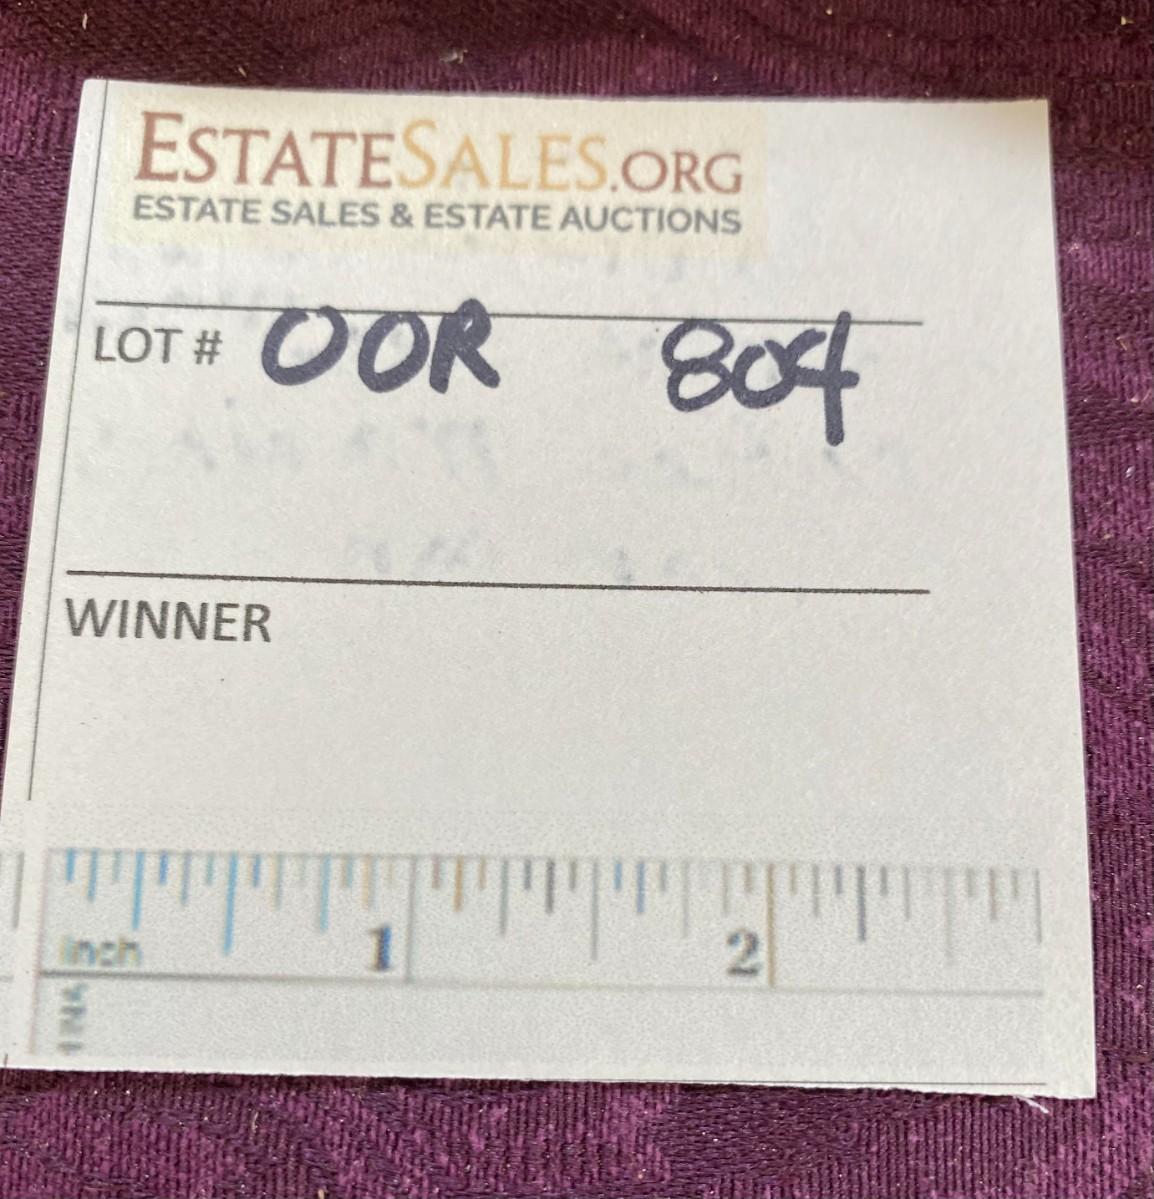 ESTATESALES.ORG
ESTATE SALES & ESTATE AUCTIONS
LOT # OOR 804
WINNER
1 2
inch